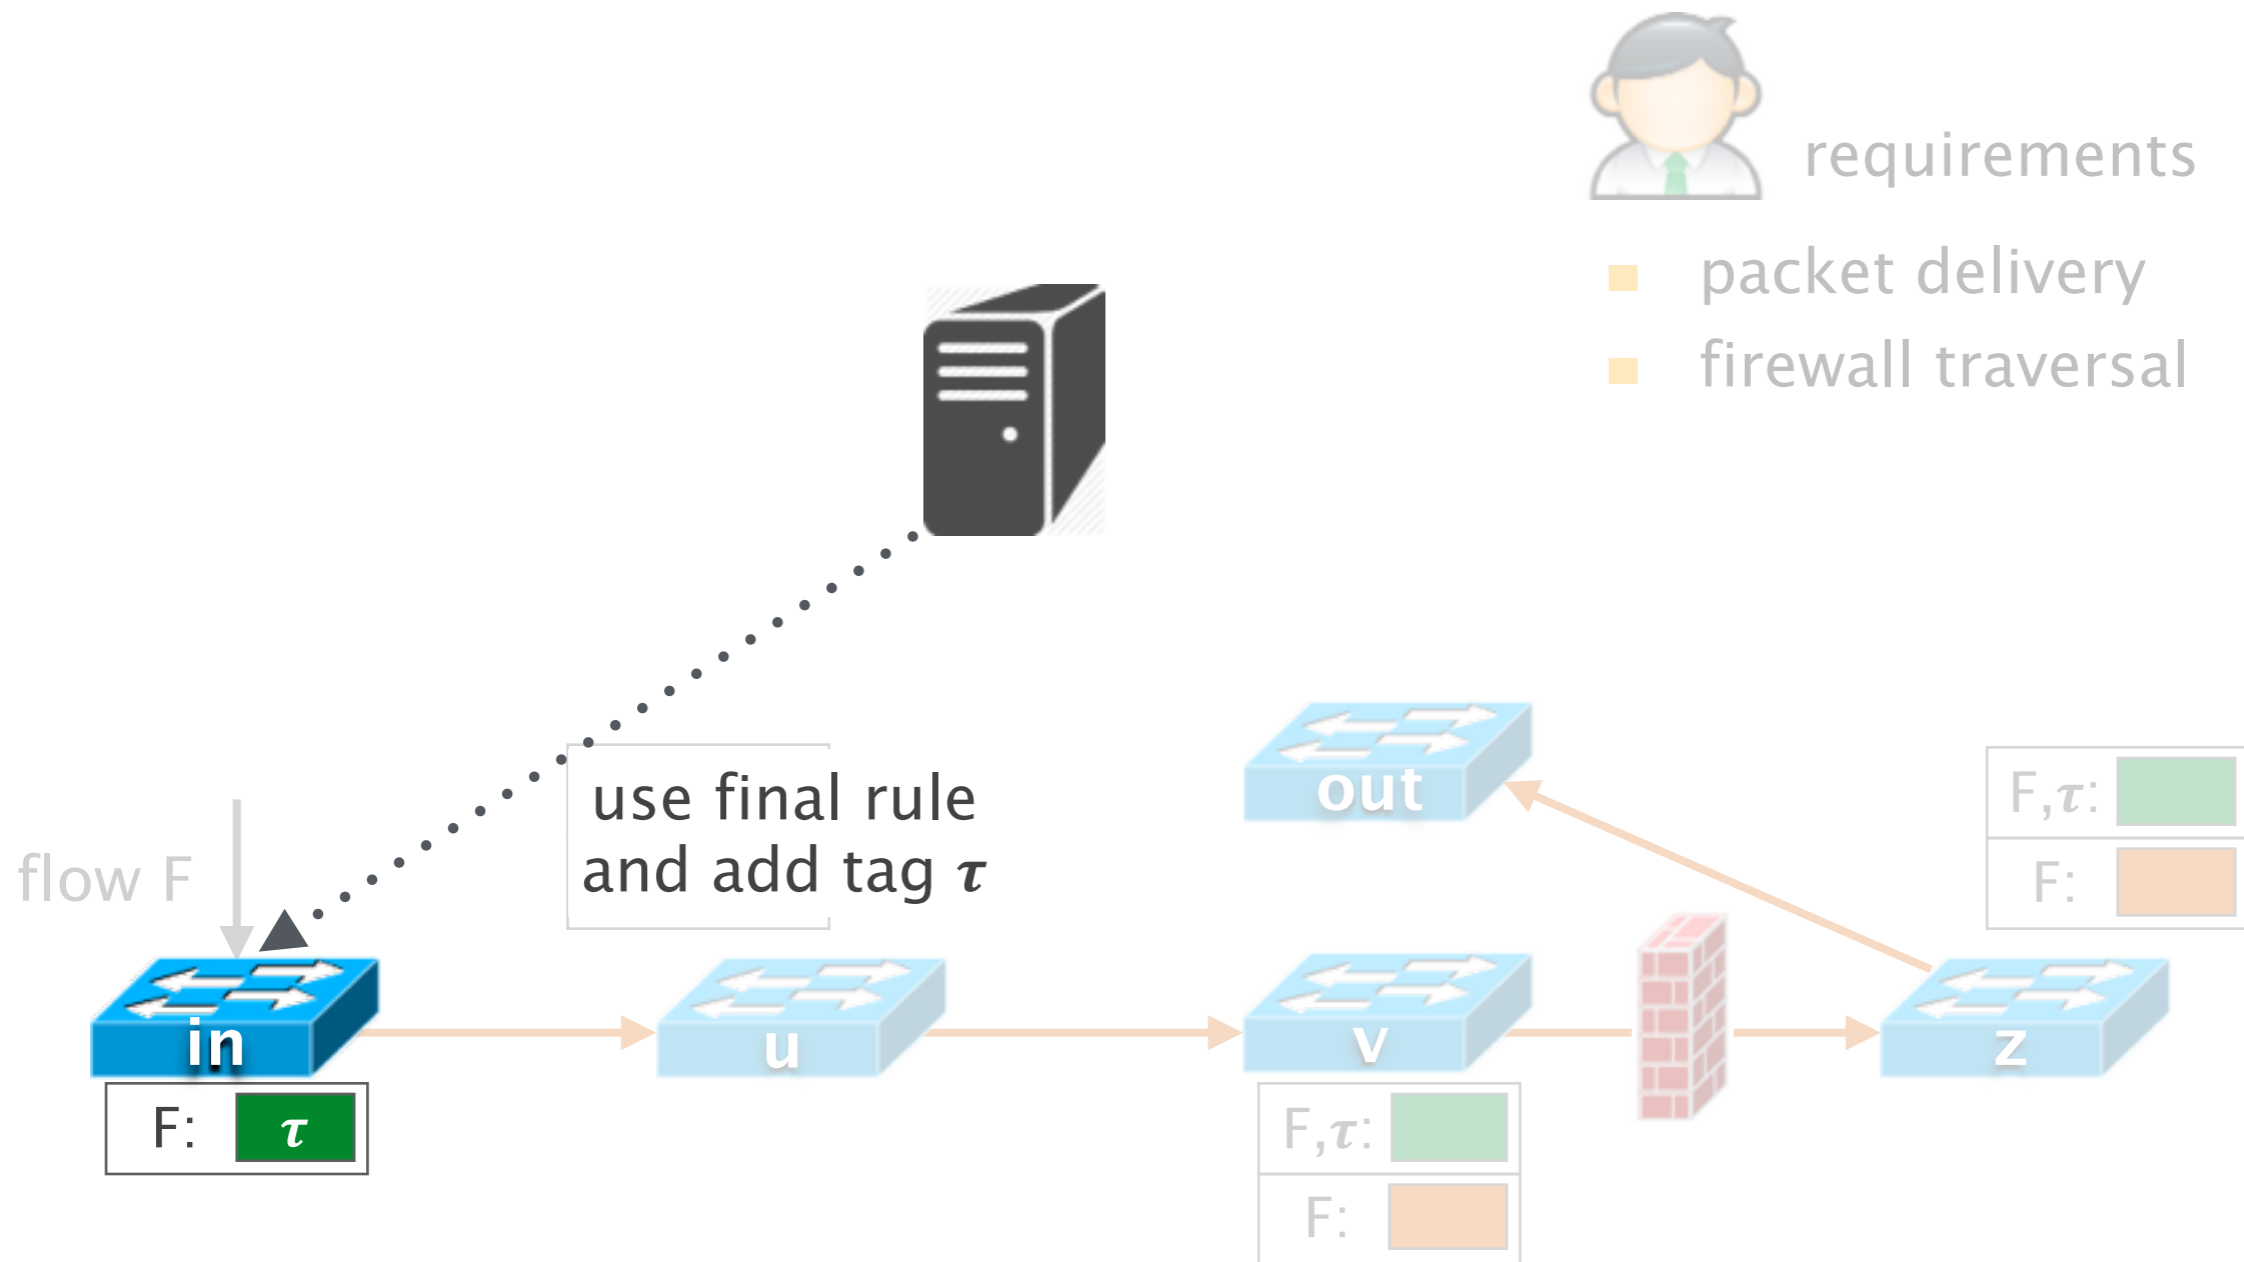 requirements
packet delivery
firewall traversal
use final rule
and add tag τ
flow F
out
F,τ:
F:
in
u
v
z
F: τ
F,τ:
F: